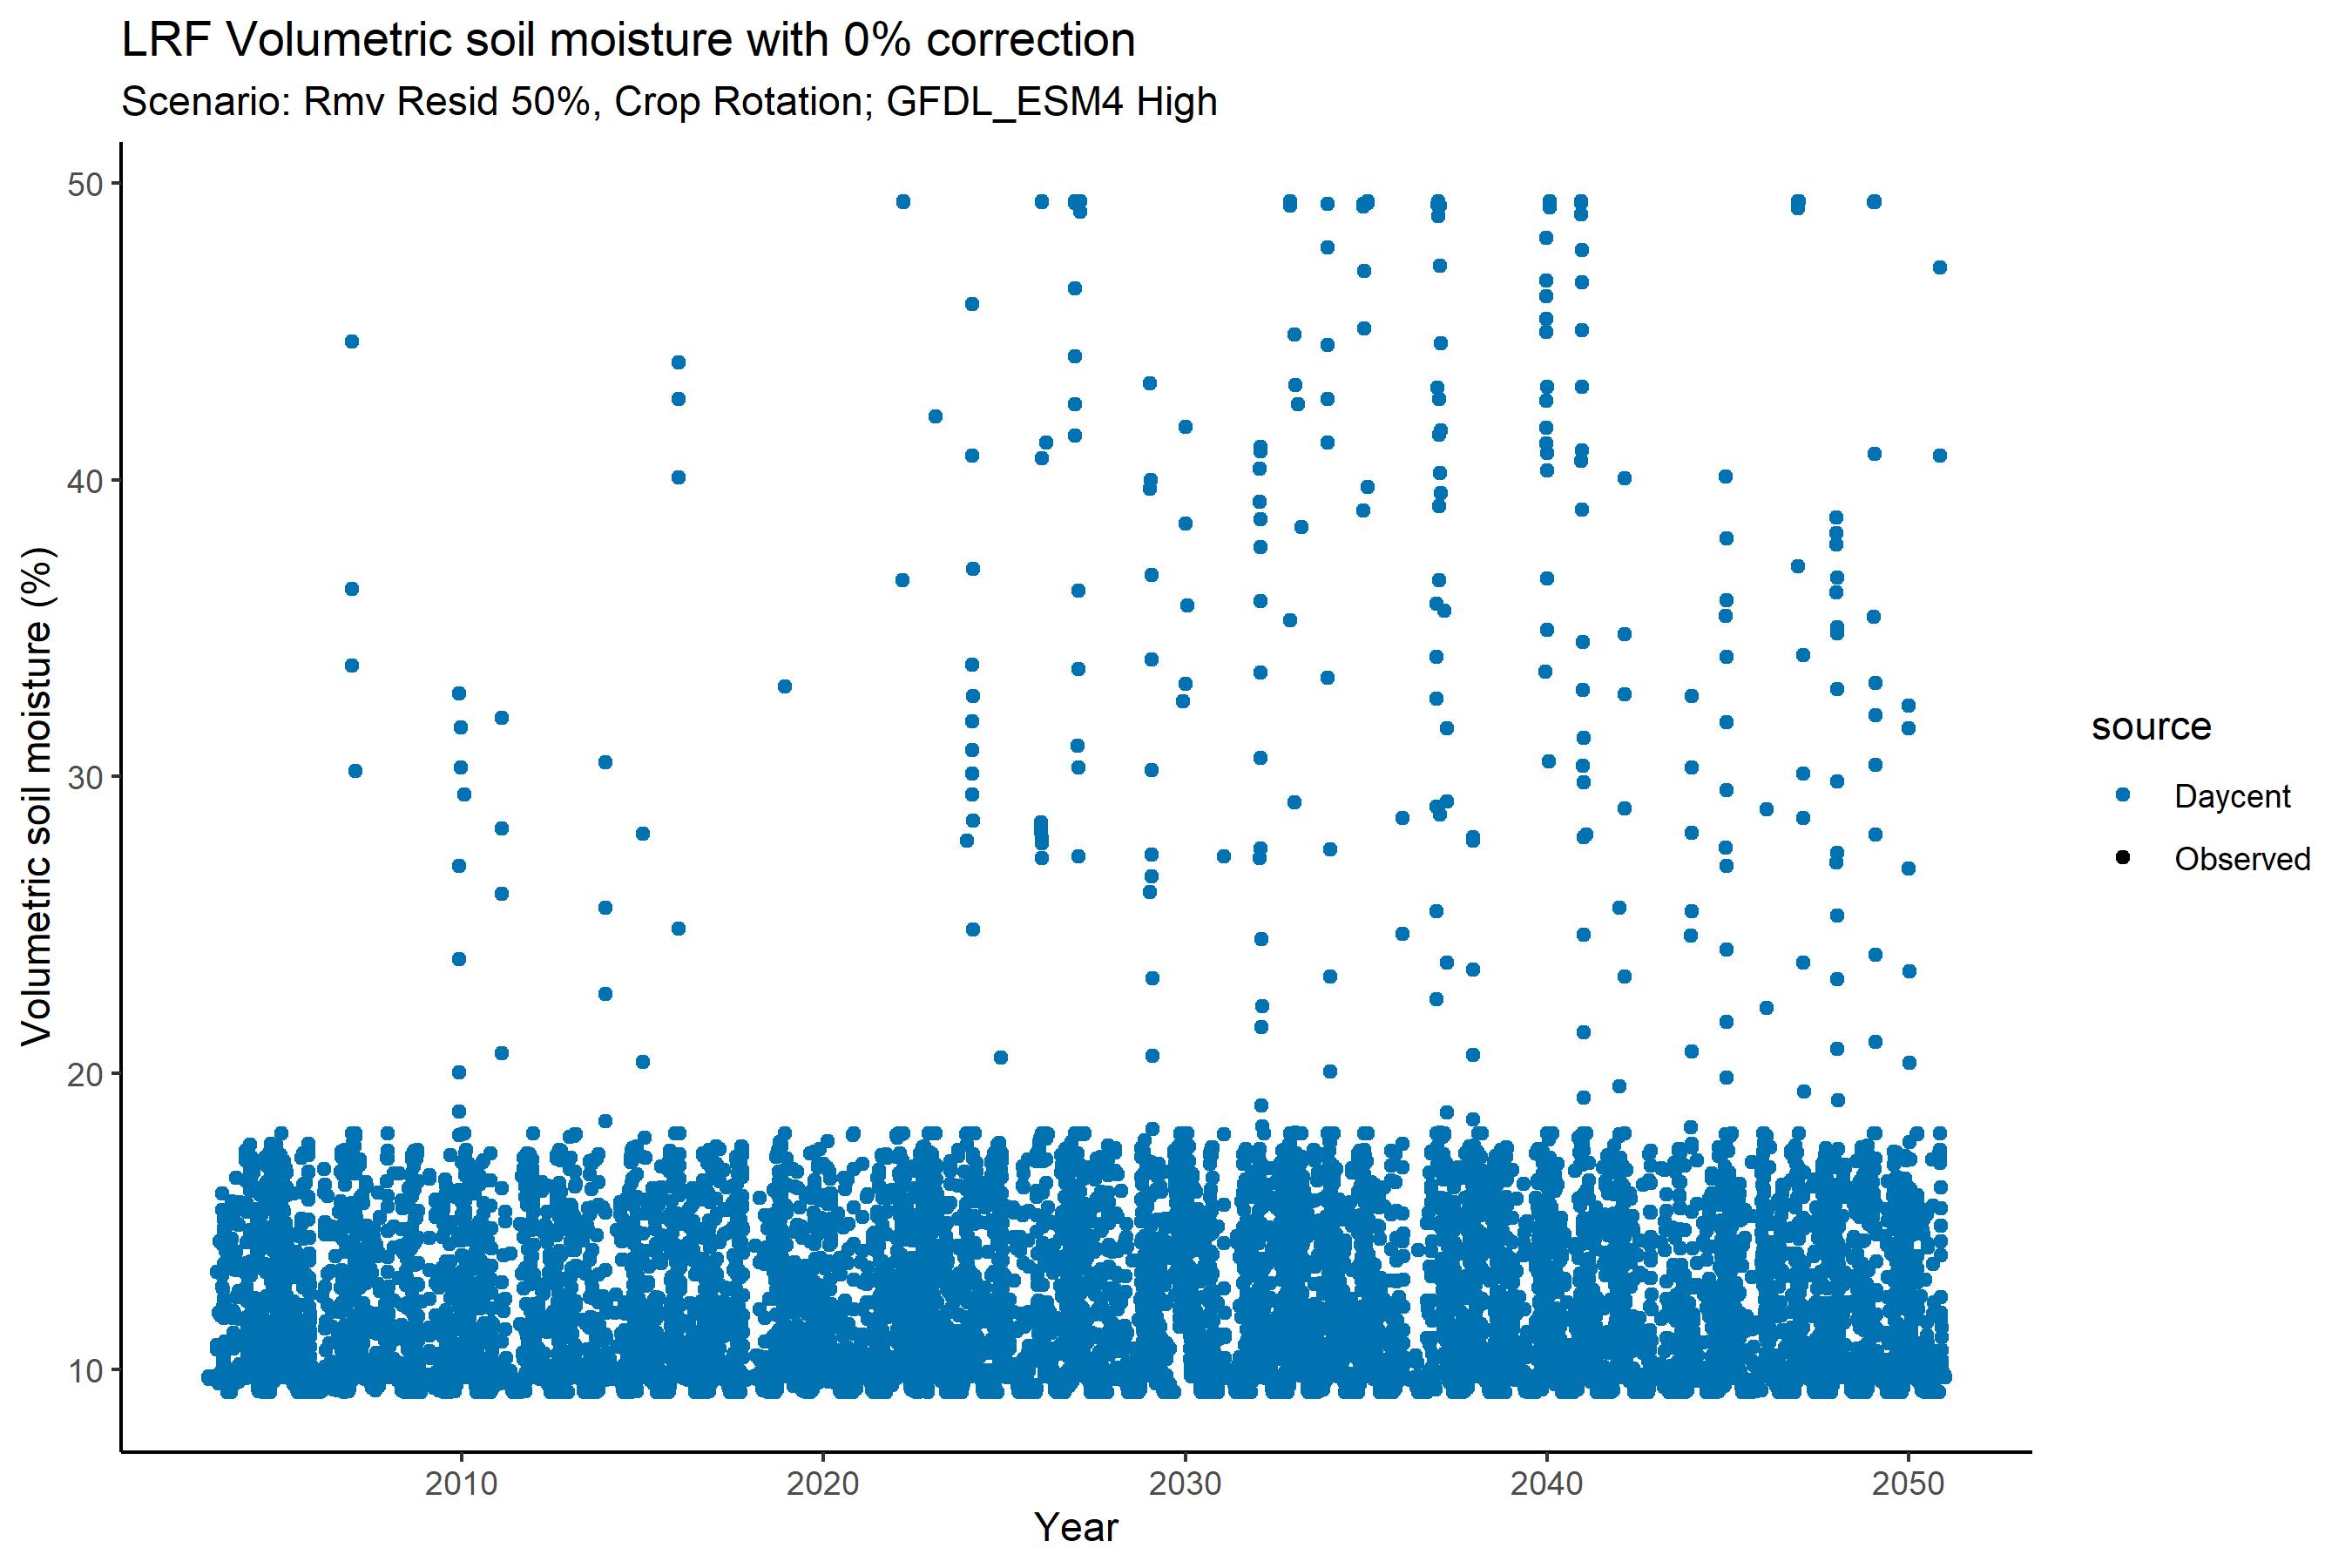 LRF Volumetric soil moisture with 0% correction
Scenario: Rmv Resid 50%, Crop Rotation; GFDL_ESM4 High
Volumetric soil moisture (%)
50
40
30
20
10
2010
2020
2030
2040
2050
Year
source
Daycent
Observed